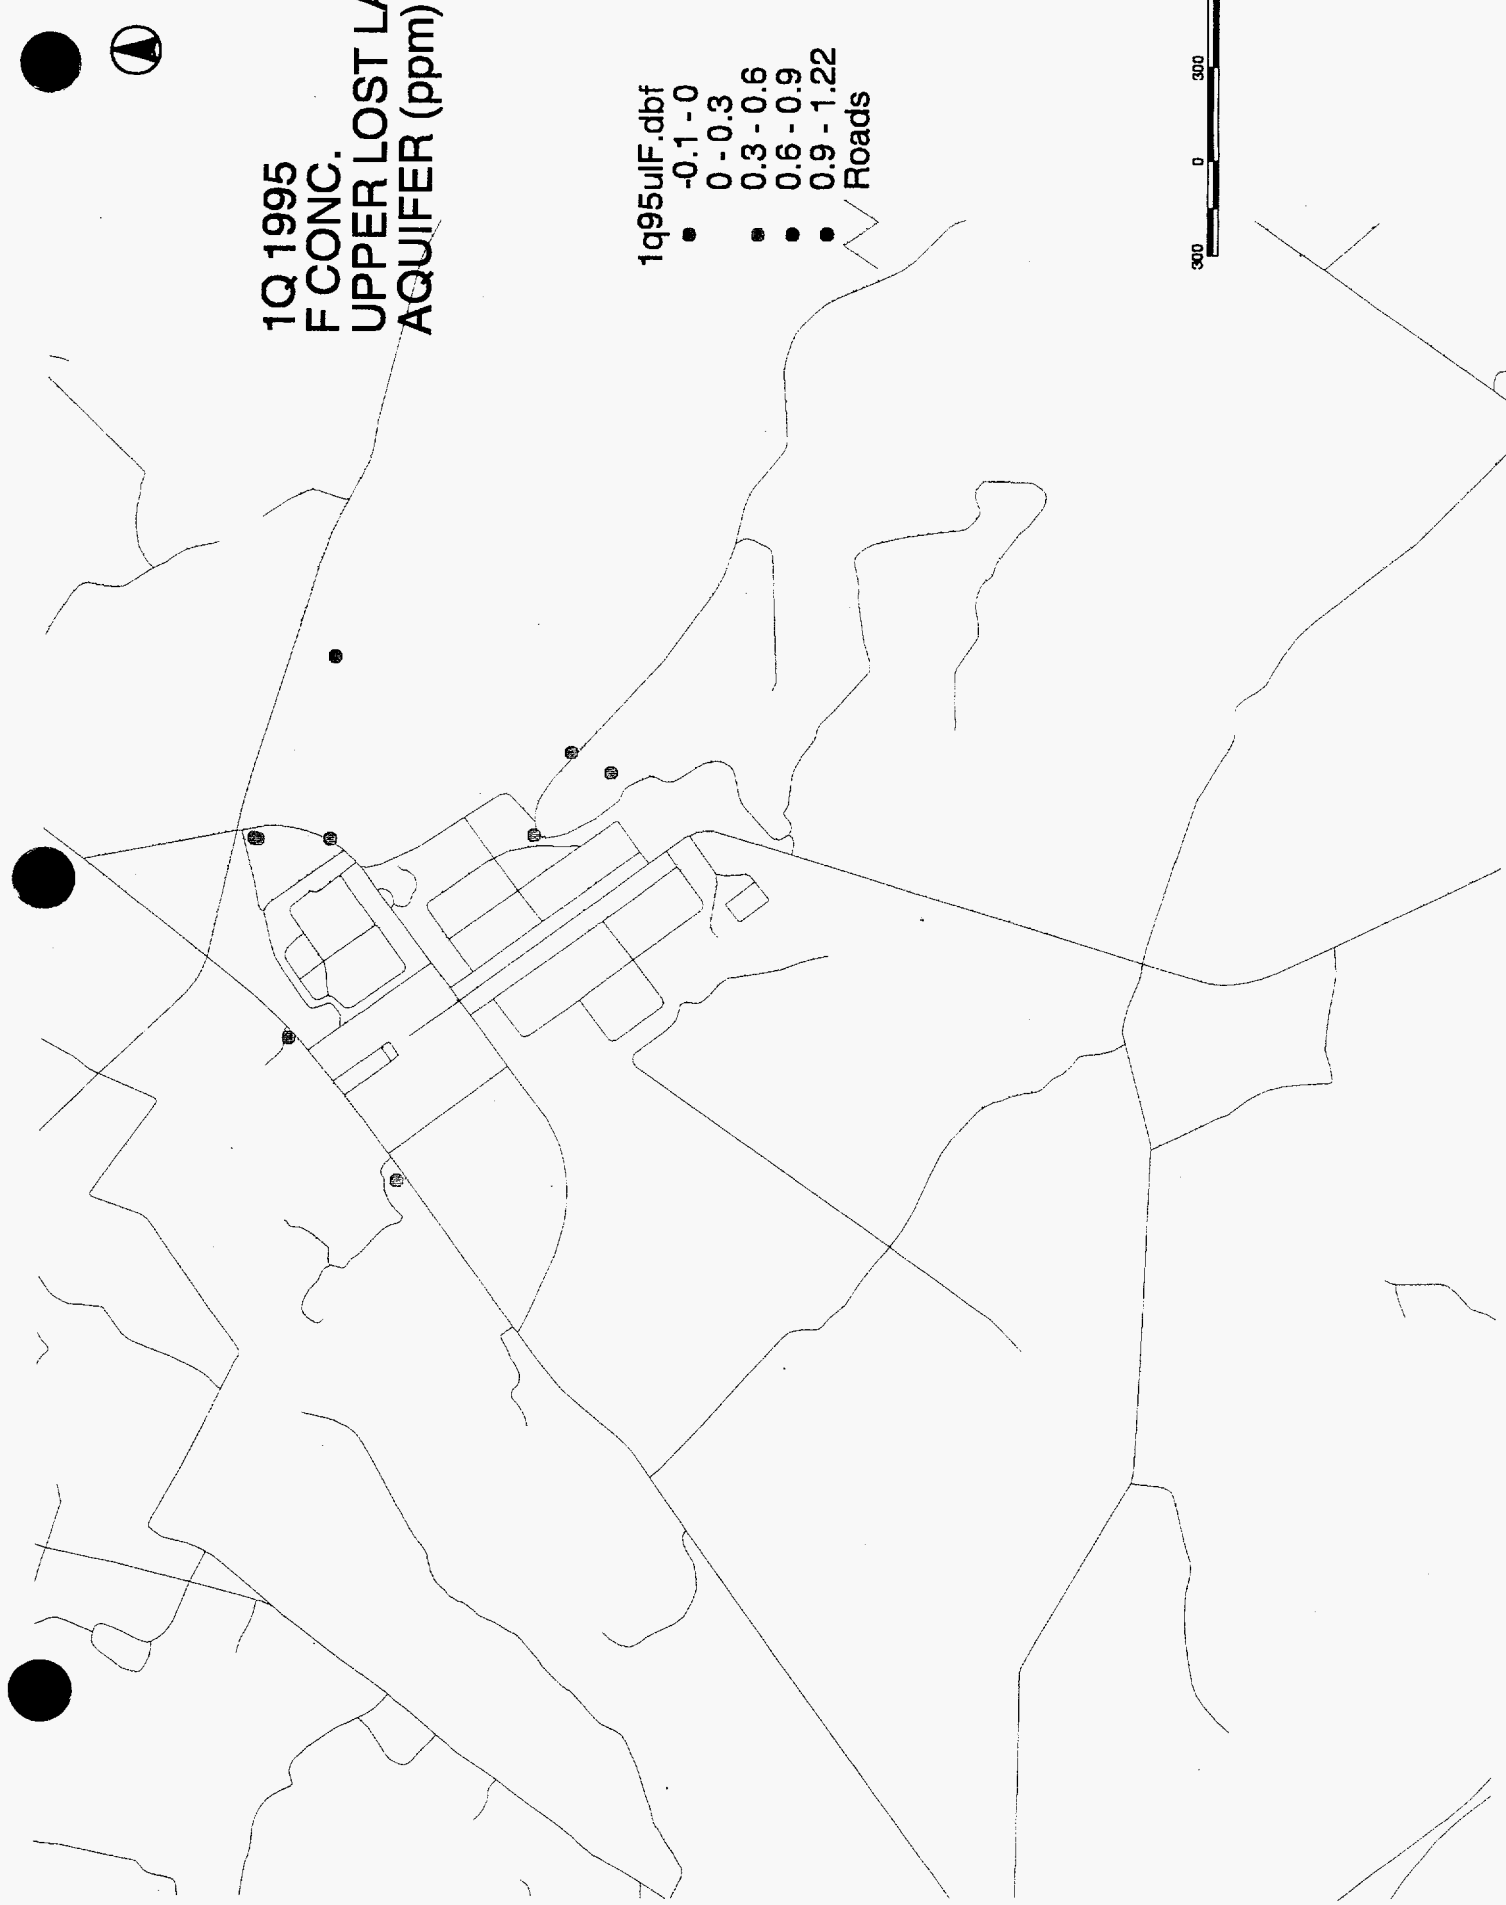 1Q 1995
F CONC.
UPPER LOST LA
AQUIFER (ppm)
1q95ulF.dbf
-0.1 - 0
0 - 0.3
0.3 - 0.6
0.6 - 0.9
0.9 - 1.22
Roads
300 0 300